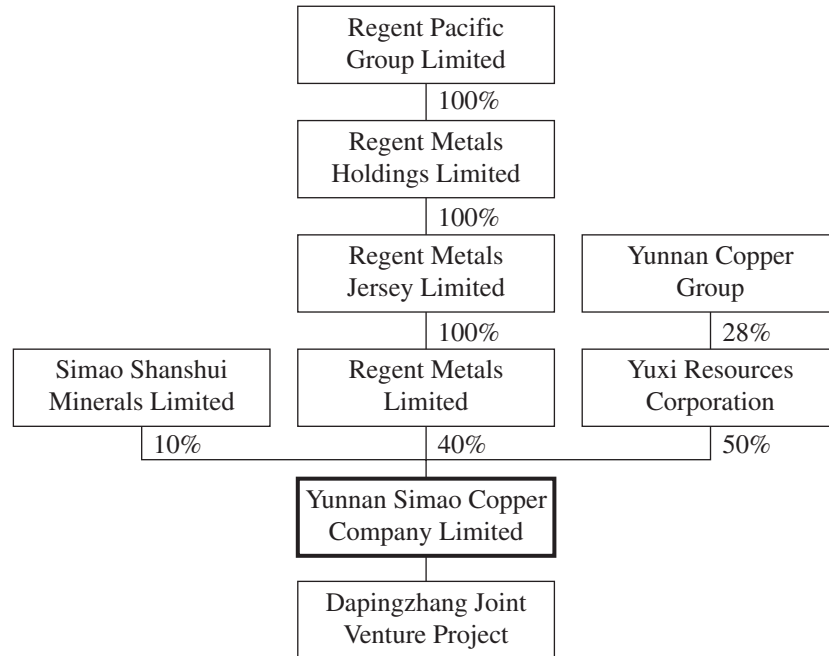 Regent Pacific
Group Limited
100%
Regent Metals
Holdings Limited
100%
Regent Metals
Jersey Limited
Yunnan Copper
Group
100%
28%
Simao Shanshui
Minerals Limited
Regent Metals
Limited
Yuxi Resources
Corporation
10%
40%
50%
Yunnan Simao Copper
Company Limited
Dapingzhang Joint
Venture Project